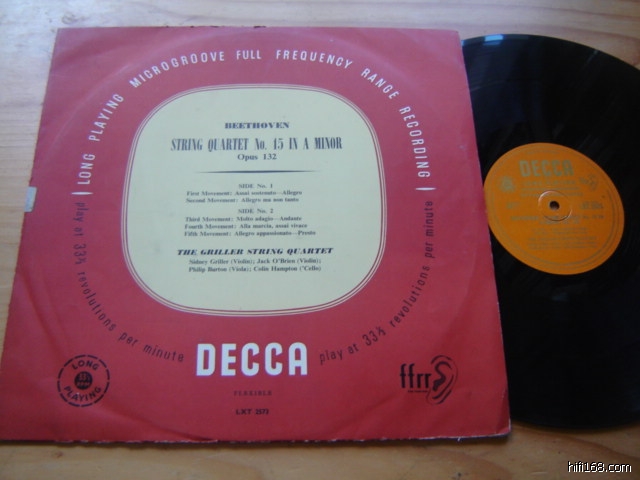 LONG PLAYING MICROGROOVE FULL FREQUENCY RANGE RECORDING
BEETHOVEN
STRING QUARTET No. 15 IN A MINOR
Opus 132
SIDE No. 1
First Movement: Assai sostenuto—Allegro
Second Movement: Allegro ma non tanto
SIDE No. 2
Third Movement: Molto adagio—Andante
Fourth Movement: Alla marcia, assai vivace
Fifth Movement: Allegro appassionato—Presto
THE GRILLER STRING QUARTET
Sidney Griller (Violin); Jack O'Brien (Violin);
Philip Burton (Viola); Colin Hampton ('Cello)
play at 33⅓ revolutions per minute
DECCA
play at 33⅓ revolutions per minute
LONG
PLAYING
ffrr
FLEXIBLE
DECCA
hifi168.com